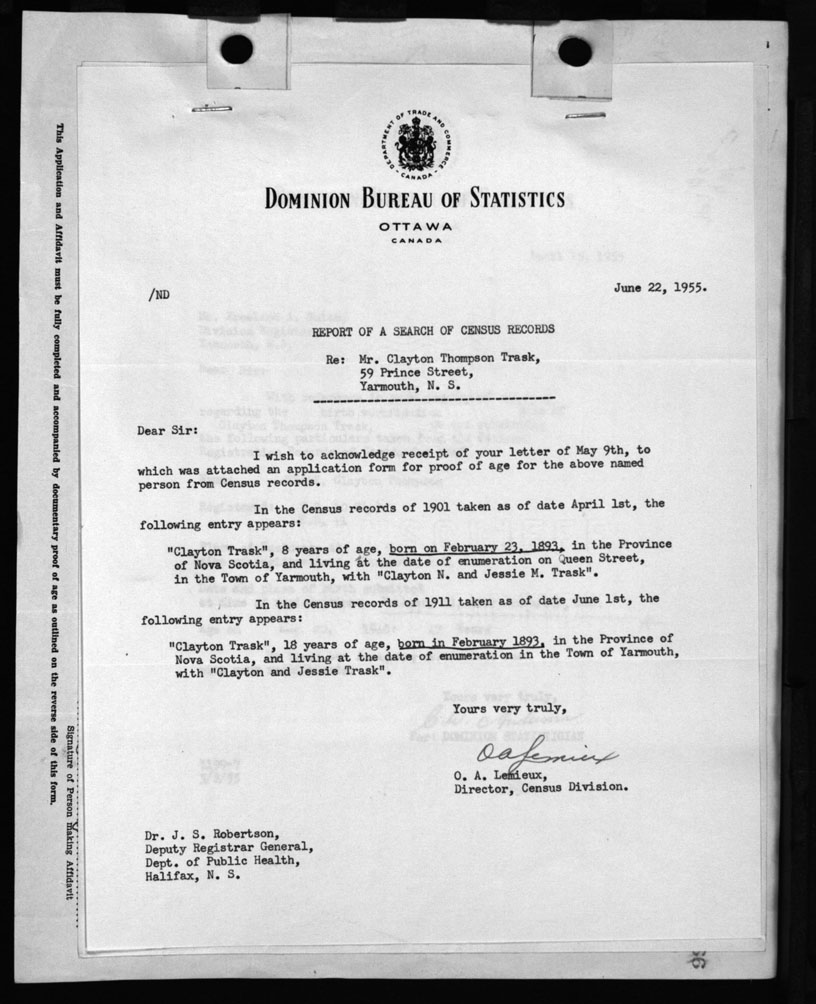 DEPARTMENT OF TRADE AND COMMERCE
- CANADA -
DOMINION BUREAU OF STATISTICS
OTTAWA
CANADA
/ND
June 22, 1955.
REPORT OF A SEARCH OF CENSUS RECORDS
Re: Mr. Clayton Thompson Trask,
59 Prince Street,
Yarmouth, N. S.
Dear Sir:
I wish to acknowledge receipt of your letter of May 9th, to
which was attached an application form for proof of age for the above named
person from Census records.
In the Census records of 1901 taken as of date April 1st, the
following entry appears:
"Clayton Trask", 8 years of age, born on February 23, 1893, in the Province
of Nova Scotia, and living at the date of enumeration on Queen Street,
in the Town of Yarmouth, with "Clayton N. and Jessie M. Trask".
In the Census records of 1911 taken as of date June 1st, the
following entry appears:
"Clayton Trask", 18 years of age, born in February 1893, in the Province of
Nova Scotia, and living at the date of enumeration in the Town of Yarmouth,
with "Clayton and Jessie Trask".
Yours very truly,
O A Lemieux
O. A. Lemieux,
Director, Census Division.
Dr. J. S. Robertson,
Deputy Registrar General,
Dept. of Public Health,
Halifax, N. S.
This Application and Affidavit must be fully completed and accompanied by documentary proof of age as outlined on the reverse side of this form.
Signature of Person making Affidavit